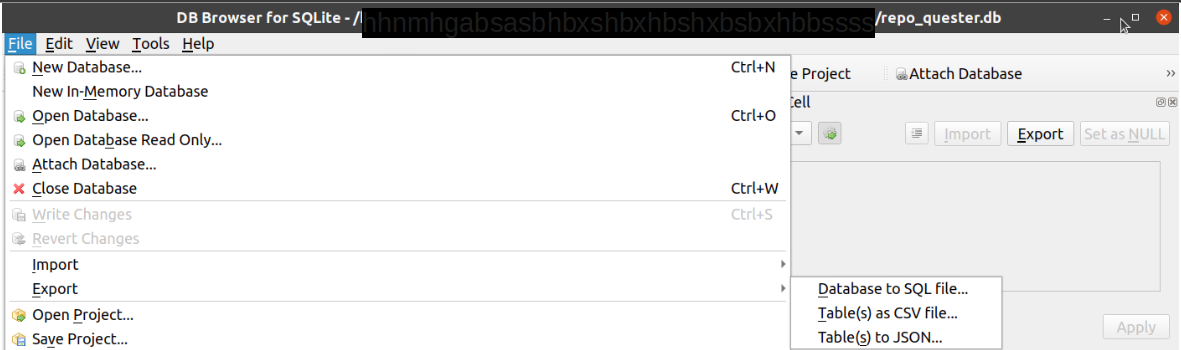 DB Browser for SQLite - /hhnmhgabsasbhbxshbxhbshxbsbxhbbssss/repo_quester.db
File Edit View Tools Help
New Database... Ctrl+N
e Project Attach Database »
New In-Memory Database
Cell
Open Database... Ctrl+O
Open Database Read Only...
Import Export Set as NULL
Attach Database...
Close Database Ctrl+W
Write Changes Ctrl+S
Revert Changes
Import
Export
Database to SQL file...
Open Project...
Table(s) as CSV file...
Apply
Save Project...
Table(s) to JSON...